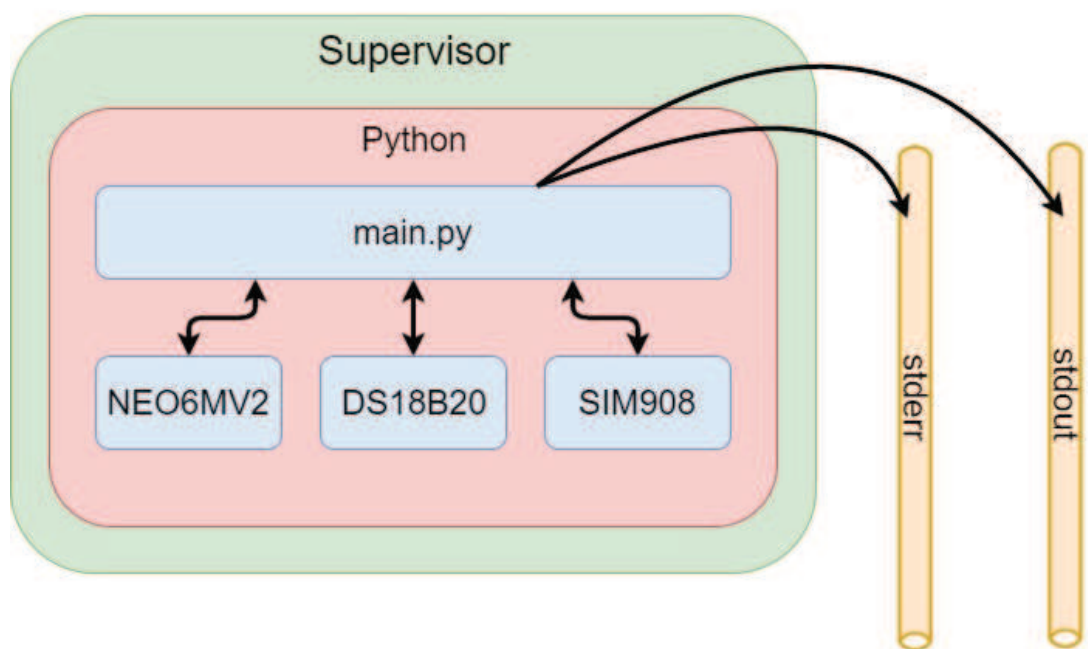 Supervisor
Python
main.py
NEO6MV2
DS18B20
SIM908
stderr
stdout